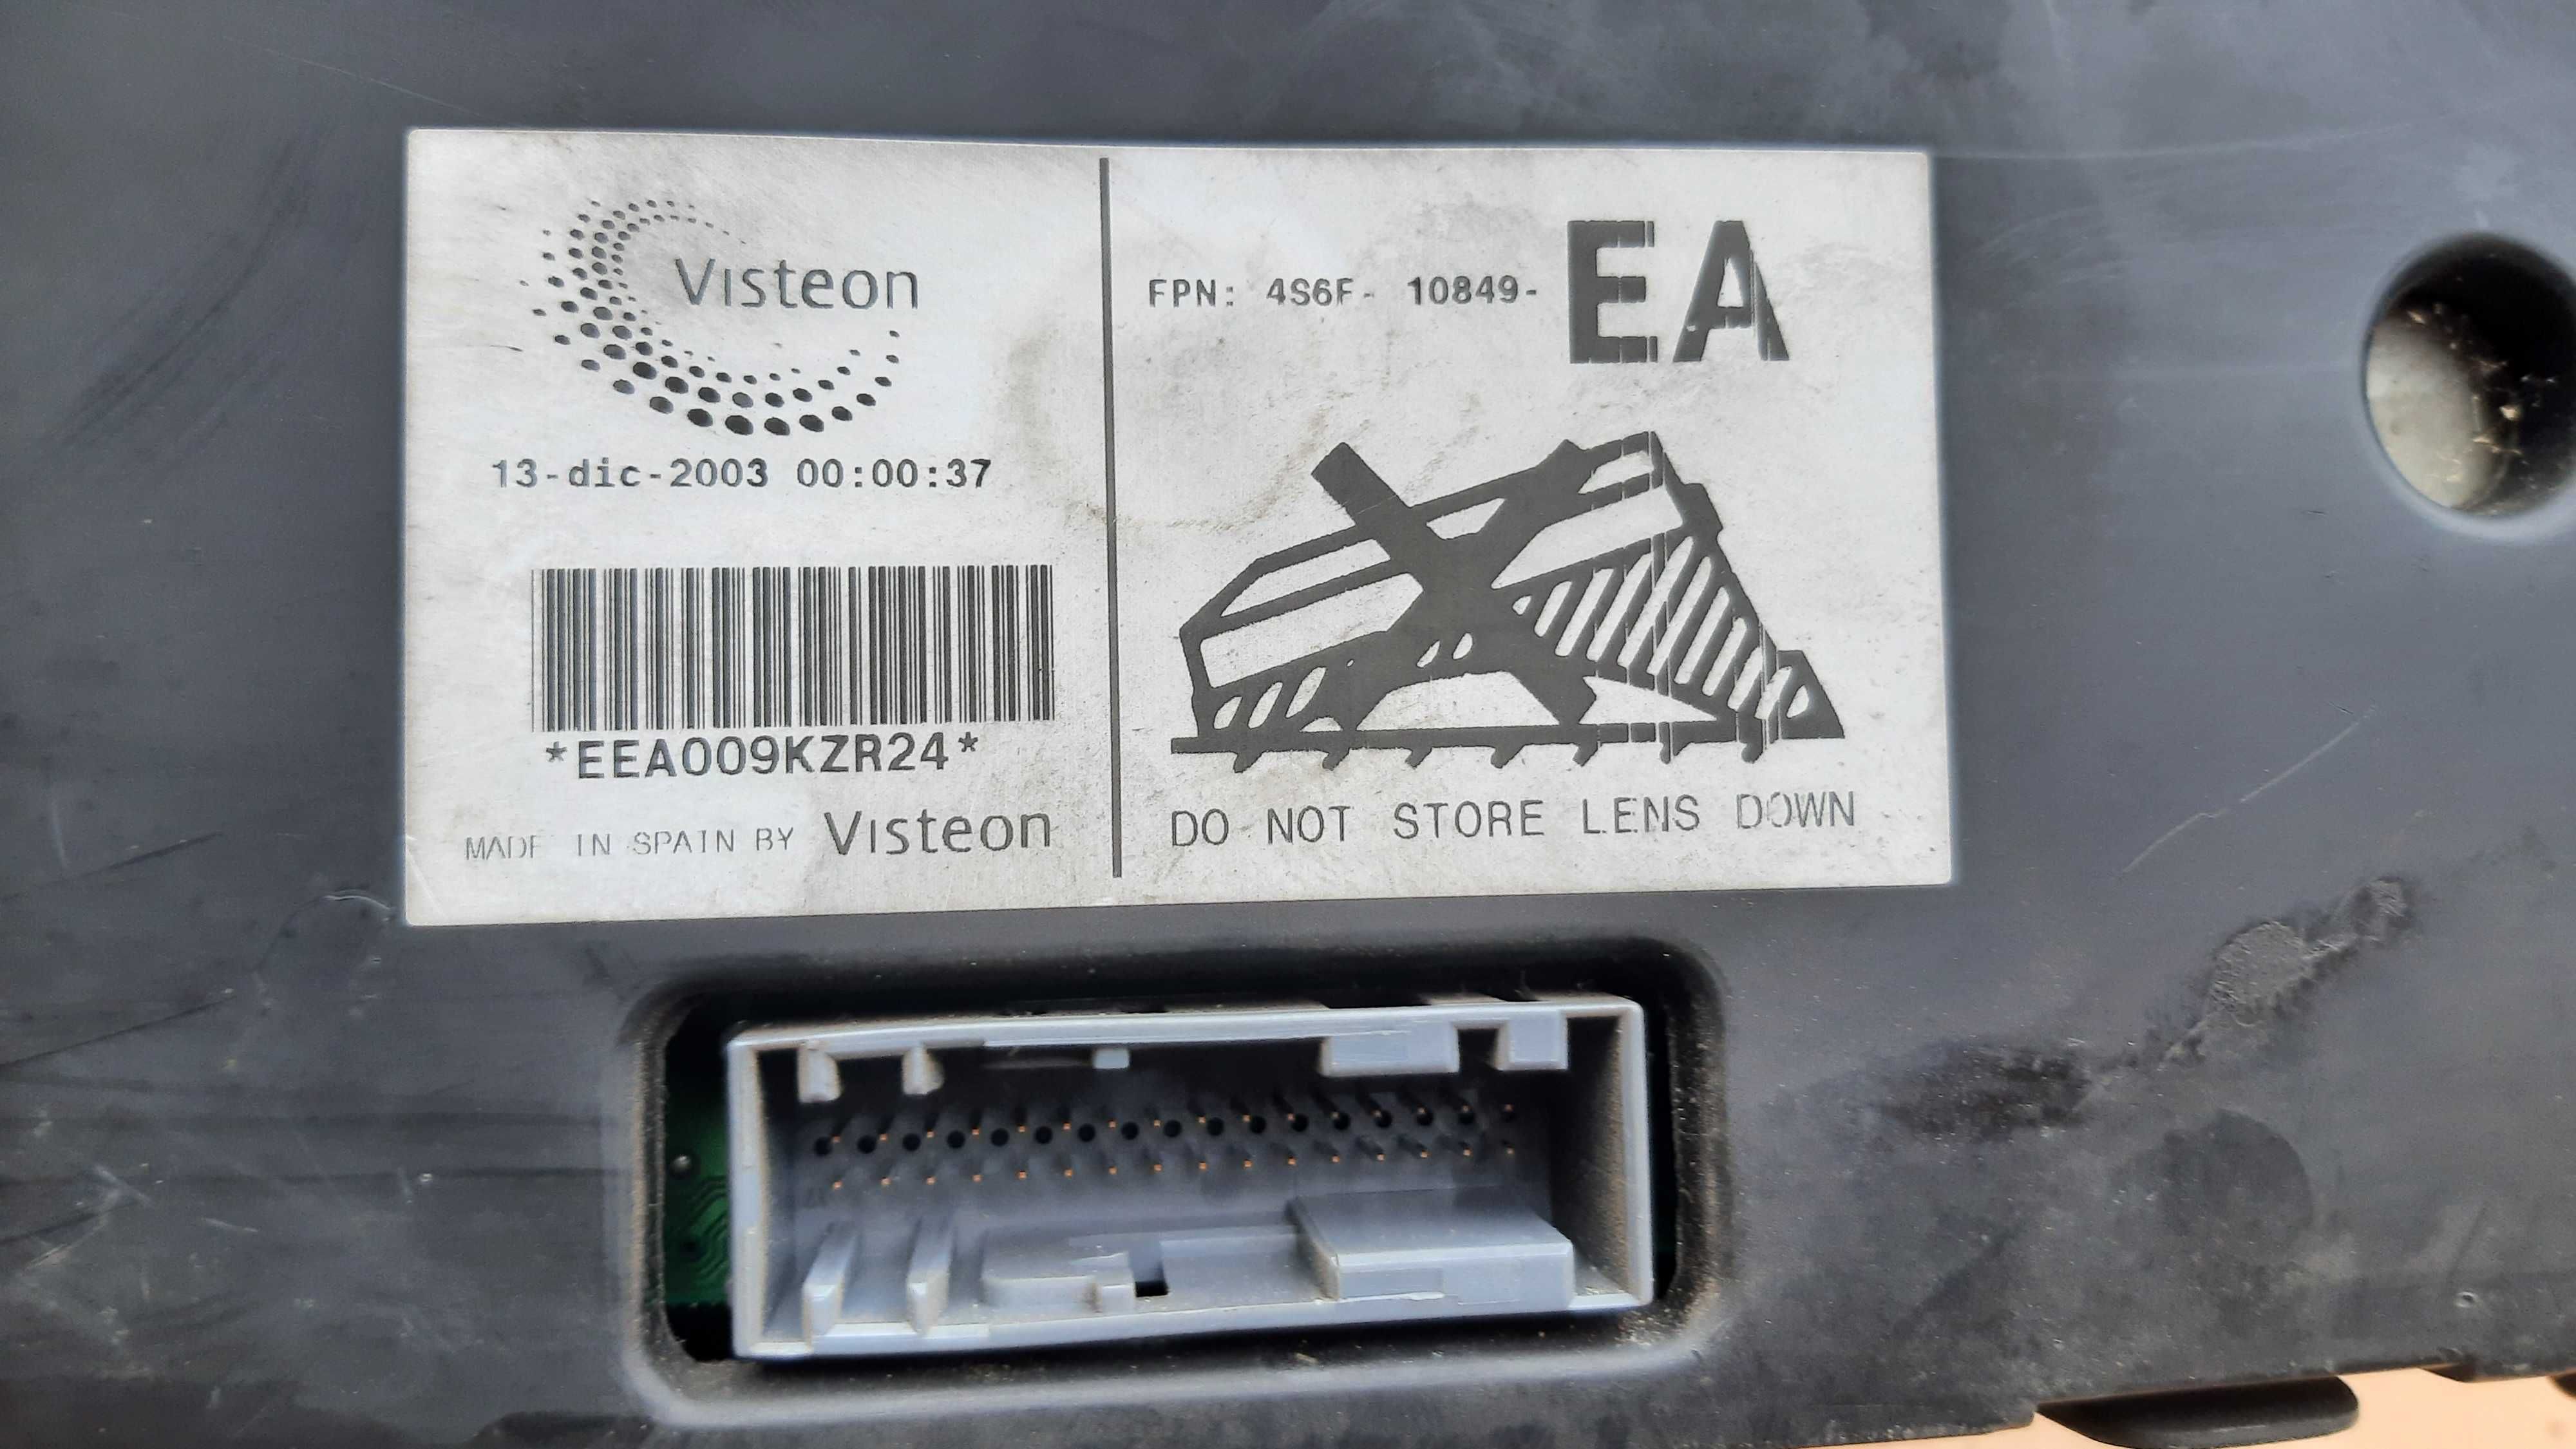 Visteon
13-dic-2003 00:00:37
*EEA009KZR24*
MADE IN SPAIN BY Visteon
FPN: 4S6F- 10849- EA
DO NOT STORE LENS DOWN